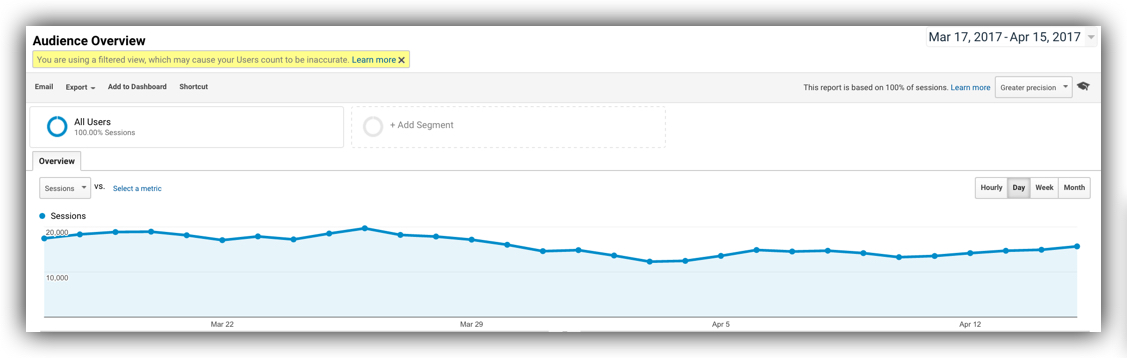 Audience Overview
Mar 17, 2017 - Apr 15, 2017
You are using a filtered view, which may cause your Users count to be inaccurate. Learn more
Email Export Add to Dashboard Shortcut
This report is based on 100% of sessions. Learn more Greater precision
All Users
100.00% Sessions
+ Add Segment
Overview
Sessions vs. Select a metric
Hourly Day Week Month
Sessions
20,000
10,000
Mar 22 Mar 29 Apr 5 Apr 12